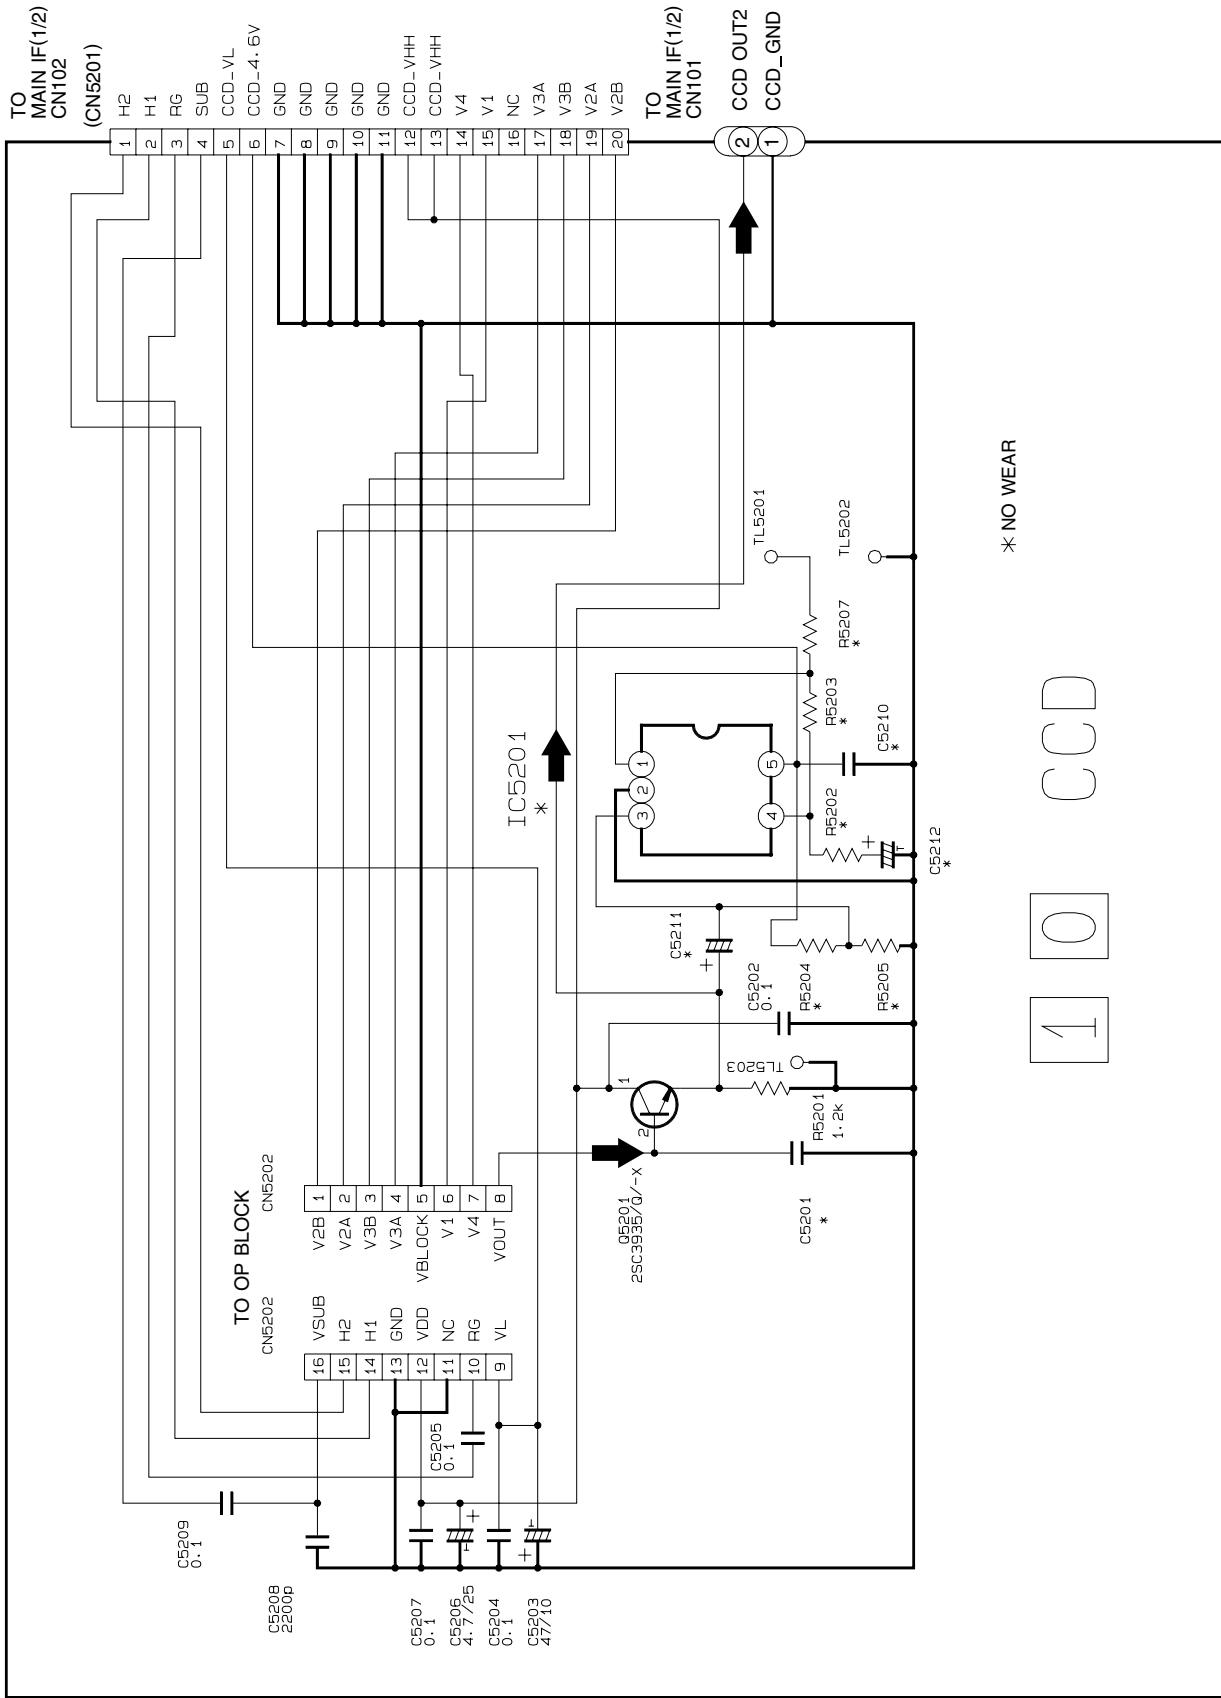 TO
MAIN IF(1/2)
CN102
(CN5201)
1 H2
2 H1
3 RG
4 SUB
5 CCD_VL
6 CCD_4.6V
7 GND
8 GND
9 GND
10 GND
11 GND
12 CCD_VHH
13 CCD_VHH
14 V4
15 V1
16 NC
17 V3A
18 V3B
19 V2A
20 V2B
TO
MAIN IF(1/2)
CN101
2 CCD OUT2
1 CCD_GND
TO OP BLOCK
CN5202
CN5202
16 VSUB
15 H2
14 H1
13 GND
12 VDD
11 NC
10 RG
9 VL
V2B 1
V2A 2
V3B 3
V3A 4
VBLOCK 5
V1 6
V4 7
VOUT 8
C5209
0.1
C5208
2200p
C5207
0.1
C5206
4.7/25
C5204
0.1
C5203
47/10
C5205
0.1
+
-
+
-
Q5201
2SC3935/Q/-X
1
2
C5201
*
R5201
1.2k
TL5203
C5202
0.1
C5211
*
+
R5204
*
R5205
*
IC5201
*
1
2
3
4
5
R5202
*
C5212
*
+
R5203
*
C5210
*
R5207
*
TL5201
TL5202
* NO WEAR
1 0 CCD